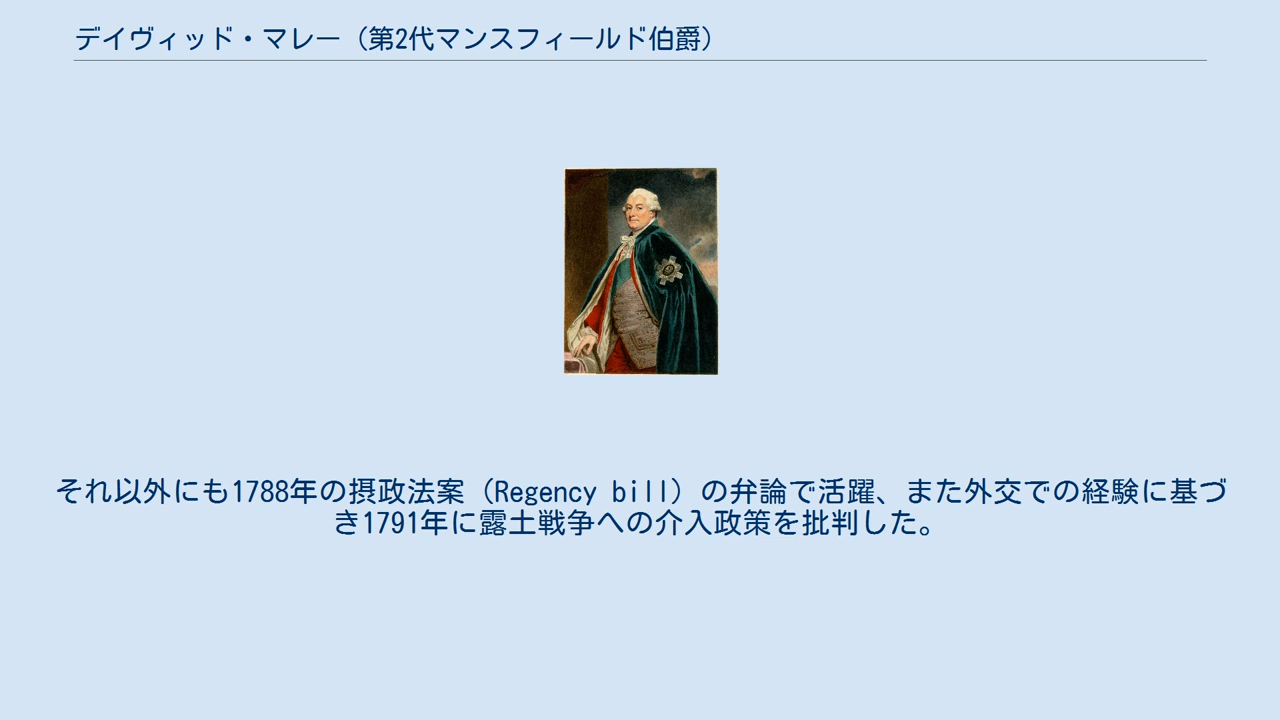 デイヴィッド・マレー（第2代マンスフィールド伯爵）
それ以外にも1788年の摂政法案（Regency bill）の弁論で活躍、また外交での経験に基づ
き1791年に露土戦争への介入政策を批判した。